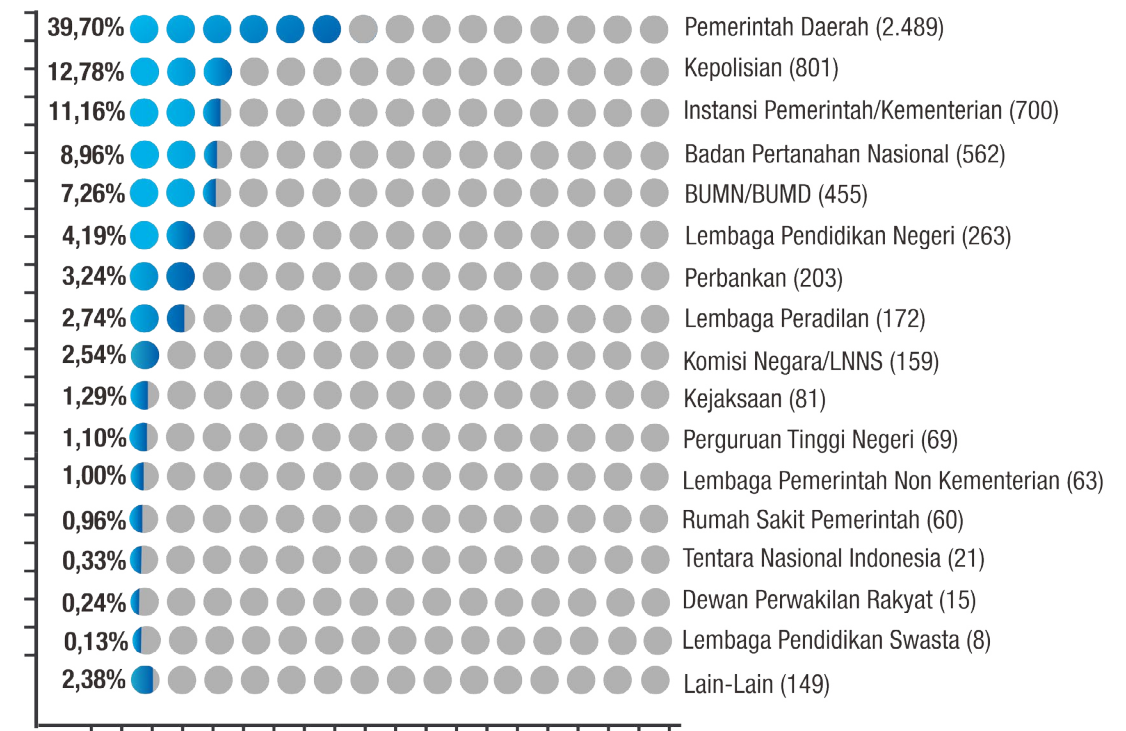 39,70% Pemerintah Daerah (2.489)
12,78% Kepolisian (801)
11,16% Instansi Pemerintah/Kementerian (700)
8,96% Badan Pertanahan Nasional (562)
7,26% BUMN/BUMD (455)
4,19% Lembaga Pendidikan Negeri (263)
3,24% Perbankan (203)
2,74% Lembaga Peradilan (172)
2,54% Komisi Negara/LNNS (159)
1,29% Kejaksaan (81)
1,10% Perguruan Tinggi Negeri (69)
1,00% Lembaga Pemerintah Non Kementerian (63)
0,96% Rumah Sakit Pemerintah (60)
0,33% Tentara Nasional Indonesia (21)
0,24% Dewan Perwakilan Rakyat (15)
0,13% Lembaga Pendidikan Swasta (8)
2,38% Lain-Lain (149)